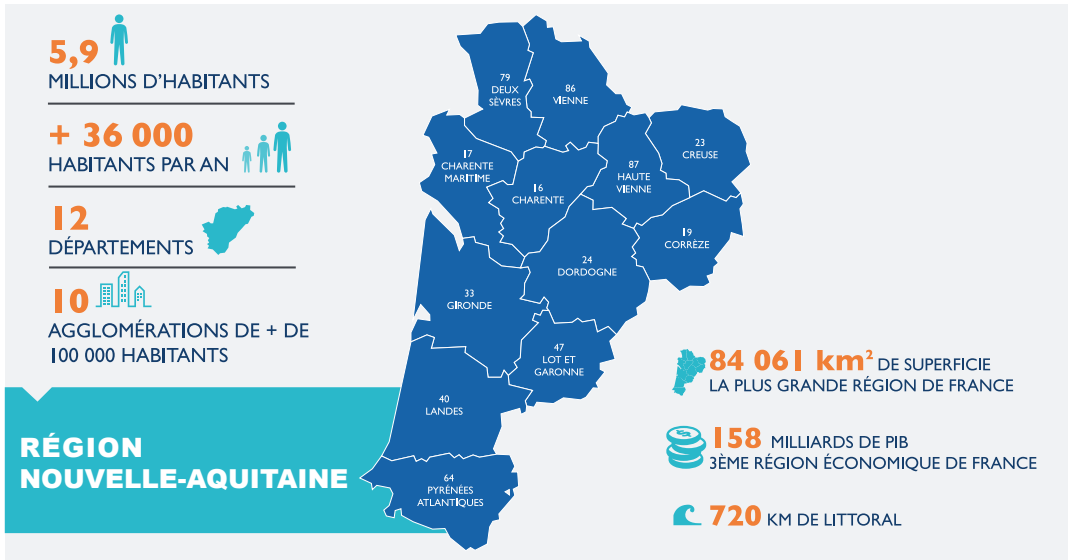 5,9
MILLIONS D'HABITANTS
+ 36 000
HABITANTS PAR AN
12
DÉPARTEMENTS
10
AGGLOMÉRATIONS DE + DE
100 000 HABITANTS
RÉGION
NOUVELLE-AQUITAINE
79
DEUX
SÈVRES
86
VIENNE
17
CHARENTE
MARITIME
16
CHARENTE
87
HAUTE
VIENNE
23
CREUSE
19
CORRÈZE
24
DORDOGNE
33
GIRONDE
47
LOT ET
GARONNE
40
LANDES
64
PYRÉNÉES
ATLANTIQUES
84 061 km² DE SUPERFICIE
LA PLUS GRANDE RÉGION DE FRANCE
158 MILLIARDS DE PIB
3ÈME RÉGION ÉCONOMIQUE DE FRANCE
720 KM DE LITTORAL